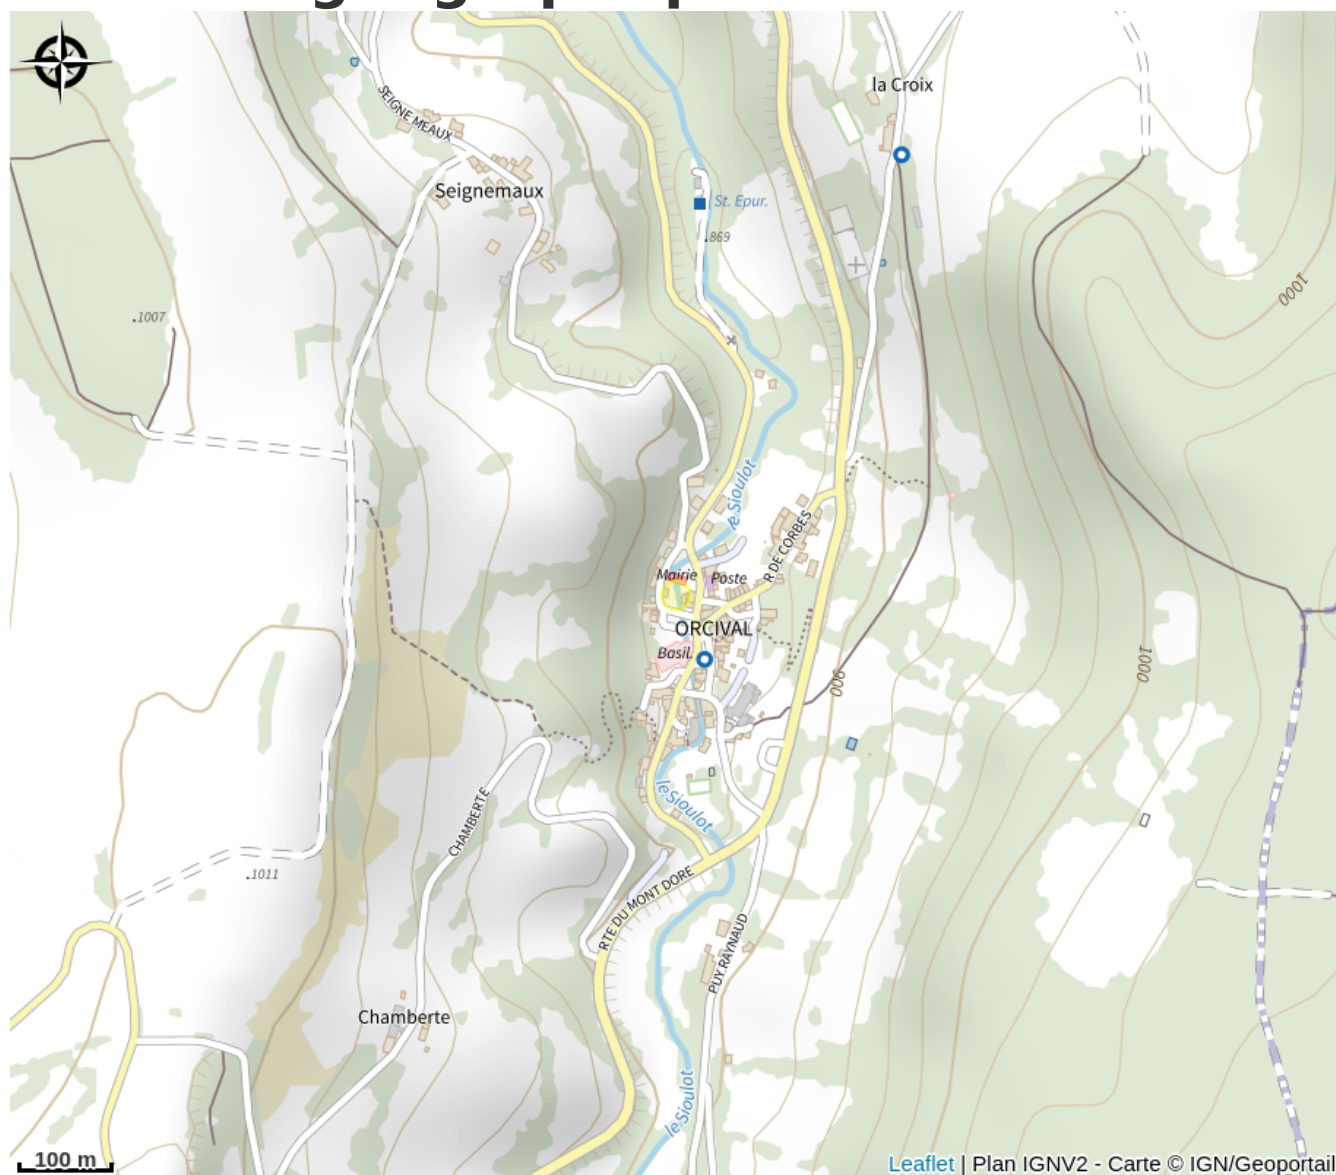 la Croix
SEIGNE MEAUX
Seignemaux
St. Epur.
.869
.1007
1000
le Sioulot
R DE CORBES
Mairie
Poste
ORCIVAL
Basil.
1000
900
le Sioulot
CHAMBERTE
.1011
RTE DU MONT DORE
PUY RAYNAUD
Chamberte
le Sioulot
100 m
Leaflet | Plan IGNV2 - Carte © IGN/Geoportail